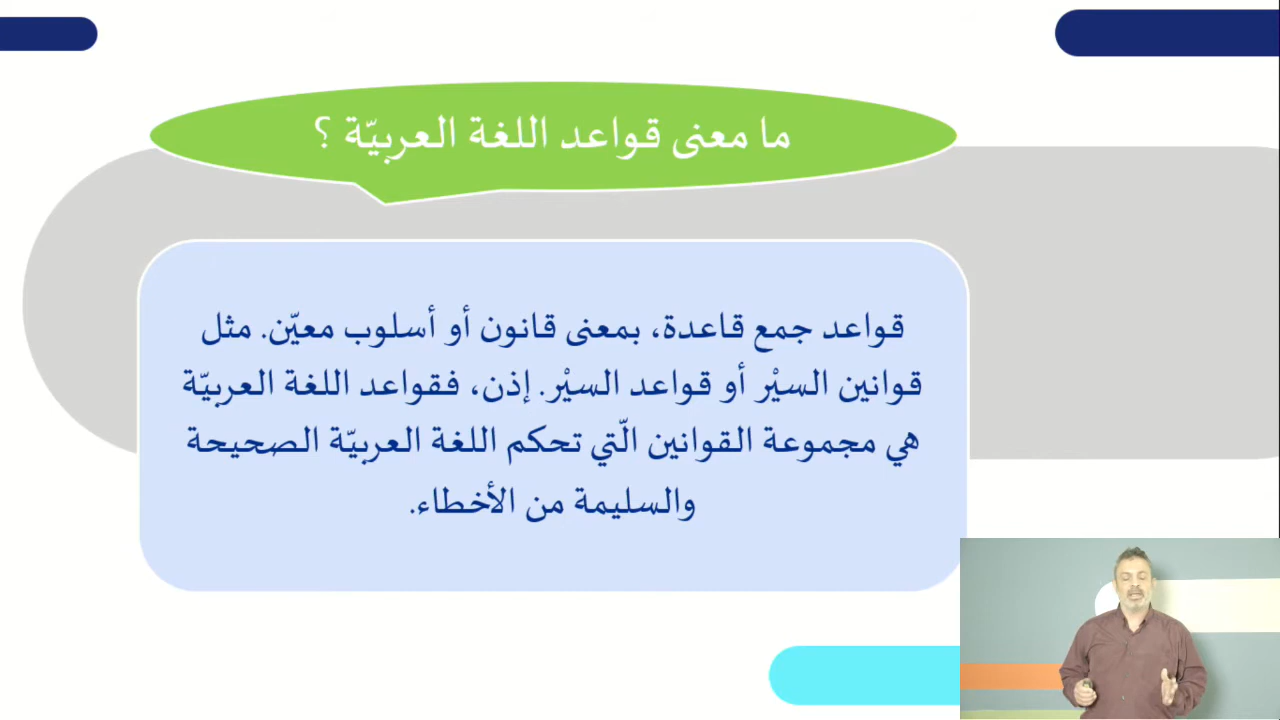 ما معنى قواعد اللغة العربيّة ؟
قواعد جمع قاعدة، بمعنى قانون أو أسلوب معيّن. مثل
قوانين السيْر أو قواعد السيْر. إذن، فقواعد اللغة العربيّة
هي مجموعة القوانين الّتي تحكم اللغة العربيّة الصحيحة
والسليمة من الأخطاء.